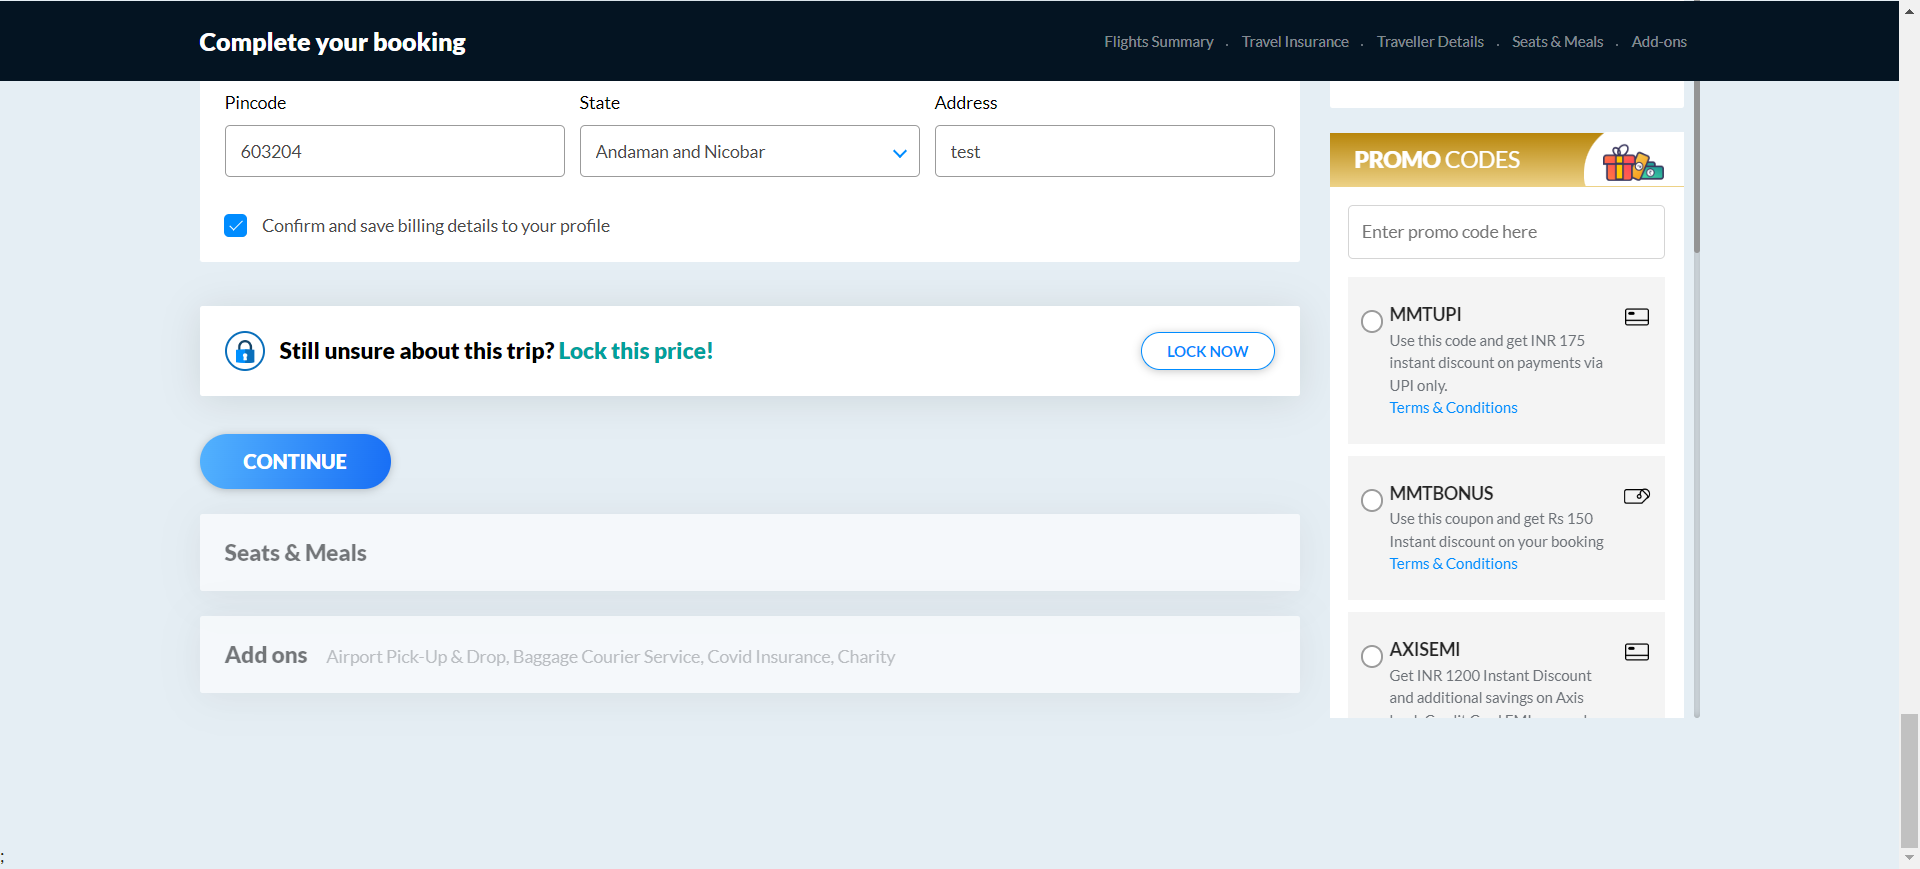 Complete your booking
Flights Summary . Travel Insurance . Traveller Details . Seats & Meals . Add-ons
Pincode
State
Address
603204
Andaman and Nicobar
test
Confirm and save billing details to your profile
Still unsure about this trip? Lock this price!
LOCK NOW
CONTINUE
Seats & Meals
Add ons Airport Pick-Up & Drop, Baggage Courier Service, Covid Insurance, Charity
PROMO CODES
Enter promo code here
MMTUPI
Use this code and get INR 175
instant discount on payments via
UPI only.
Terms & Conditions
MMTBONUS
Use this coupon and get Rs 150
Instant discount on your booking
Terms & Conditions
AXISEMI
Get INR 1200 Instant Discount
and additional savings on Axis
;